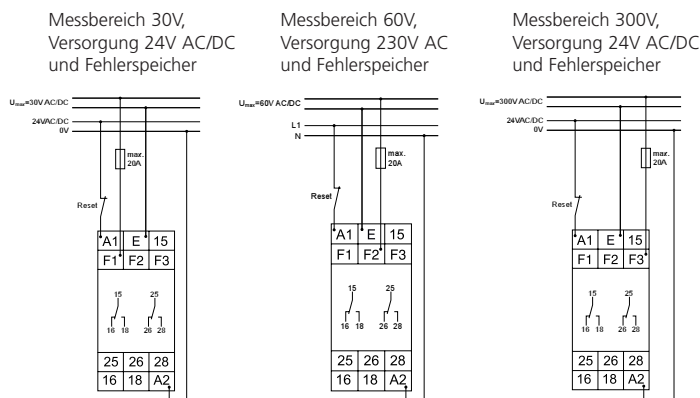 Messbereich 30V,
Versorgung 24V AC/DC
und Fehlerspeicher
Umax=30V AC/DC
24VAC/DC
0V
max.
20A
Reset
A1 E 15
F1 F2 F3
15 25
16 18 26 28
25 26 28
16 18 A2
Messbereich 60V,
Versorgung 230V AC
und Fehlerspeicher
Umax=60V AC/DC
L1
N
max.
20A
Reset
A1 E 15
F1 F2 F3
15 25
16 18 26 28
25 26 28
16 18 A2
Messbereich 300V,
Versorgung 24V AC/DC
und Fehlerspeicher
Umax=300V AC/DC
24VAC/DC
0V
max.
20A
Reset
A1 E 15
F1 F2 F3
15 25
16 18 26 28
25 26 28
16 18 A2